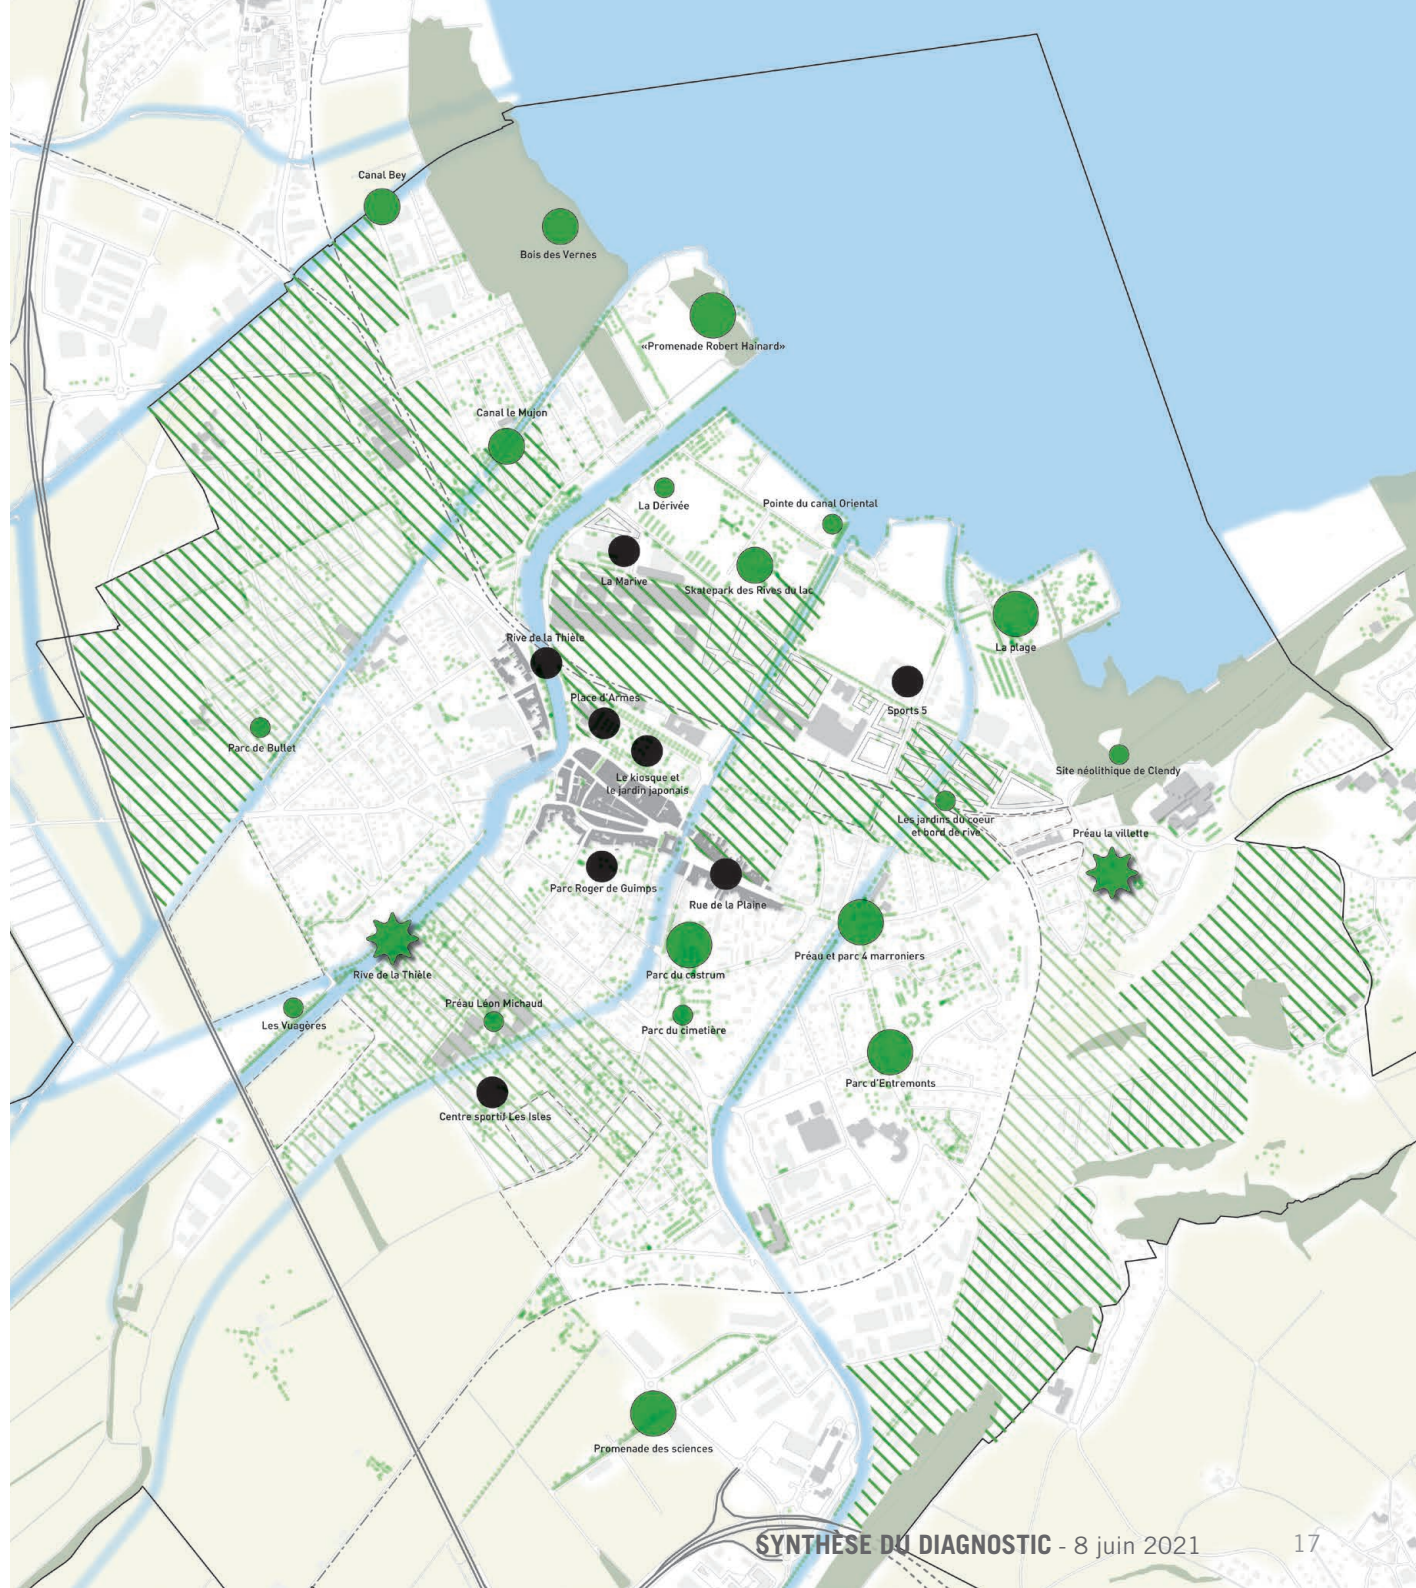 Canal Bey
Bois des Vernes
«Promenade Robert Hainard»
Canal le Mujon
La Dérivée
Pointe du canal Oriental
La Marive
Skatepark des Rives du lac
Rive de la Thièle
La plage
Place d'Armes
Sports 5
Parc de Bullet
Le kiosque et
le jardin japonais
Site néolithique de Clendy
Les jardins du coeur
et bord de rive
Préau la villette
Parc Roger de Guimps
Rue de la Plaine
Préau et parc 4 marroniers
Rive de la Thièle
Parc du castrum
Préau Léon Michaud
Les Vuagères
Parc du cimetière
Parc d'Entremonts
Centre sportif Les Isles
Promenade des sciences
SYNTHÈSE DU DIAGNOSTIC - 8 juin 2021
17